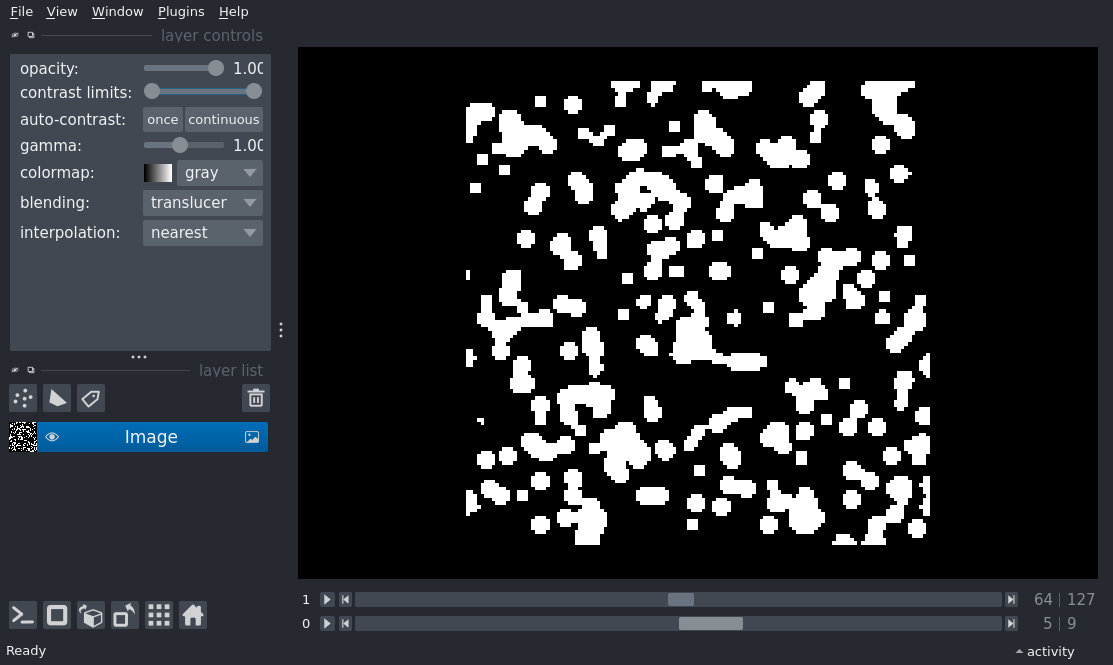 File View Window Plugins Help
layer controls
opacity: 1.00
contrast limits:
auto-contrast: once continuous
gamma: 1.00
colormap: gray
blending: translucer
interpolation: nearest
layer list
Image
1 64 127
0 5 9
Ready activity